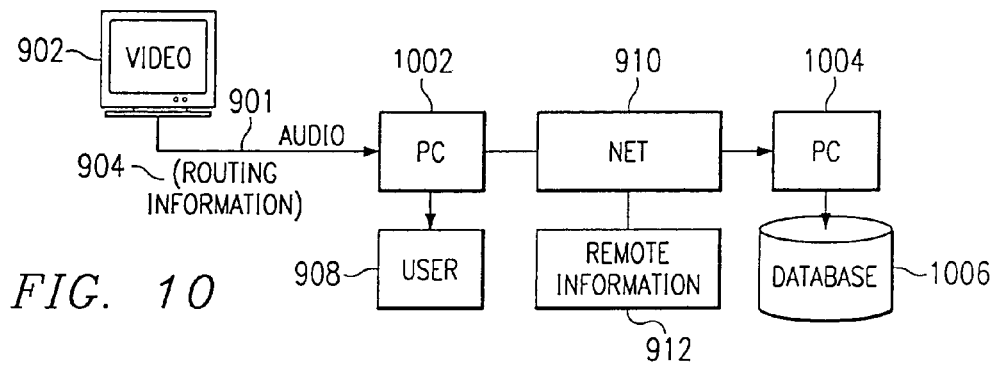 902
VIDEO
901
AUDIO
904
(ROUTING
INFORMATION)
1002
PC
910
NET
1004
PC
908
USER
REMOTE
INFORMATION
912
DATABASE
1006
FIG. 10